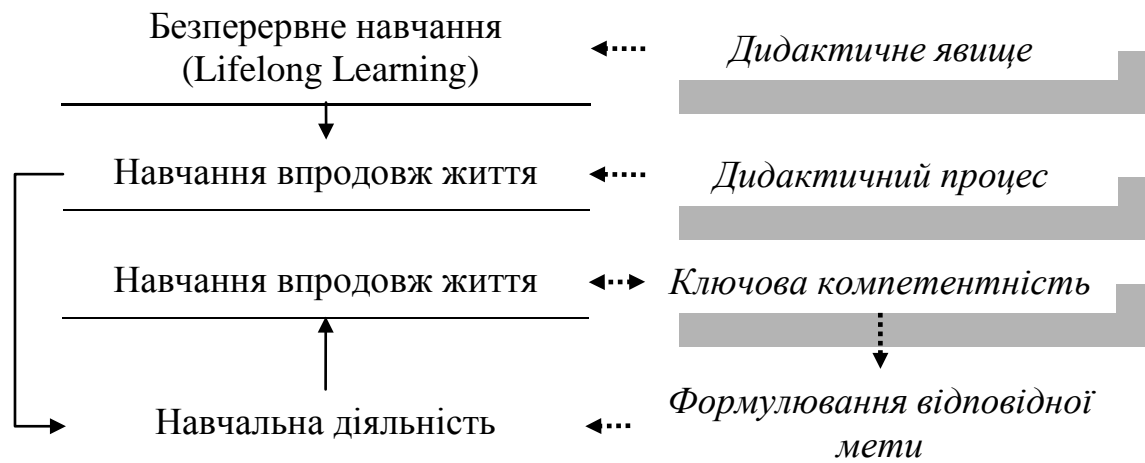 Безперервне навчання
(Lifelong Learning)
Дидактичне явище
Навчання впродовж життя
Дидактичний процес
Навчання впродовж життя
Ключова компетентність
Навчальна діяльність
Формулювання відповідної
мети